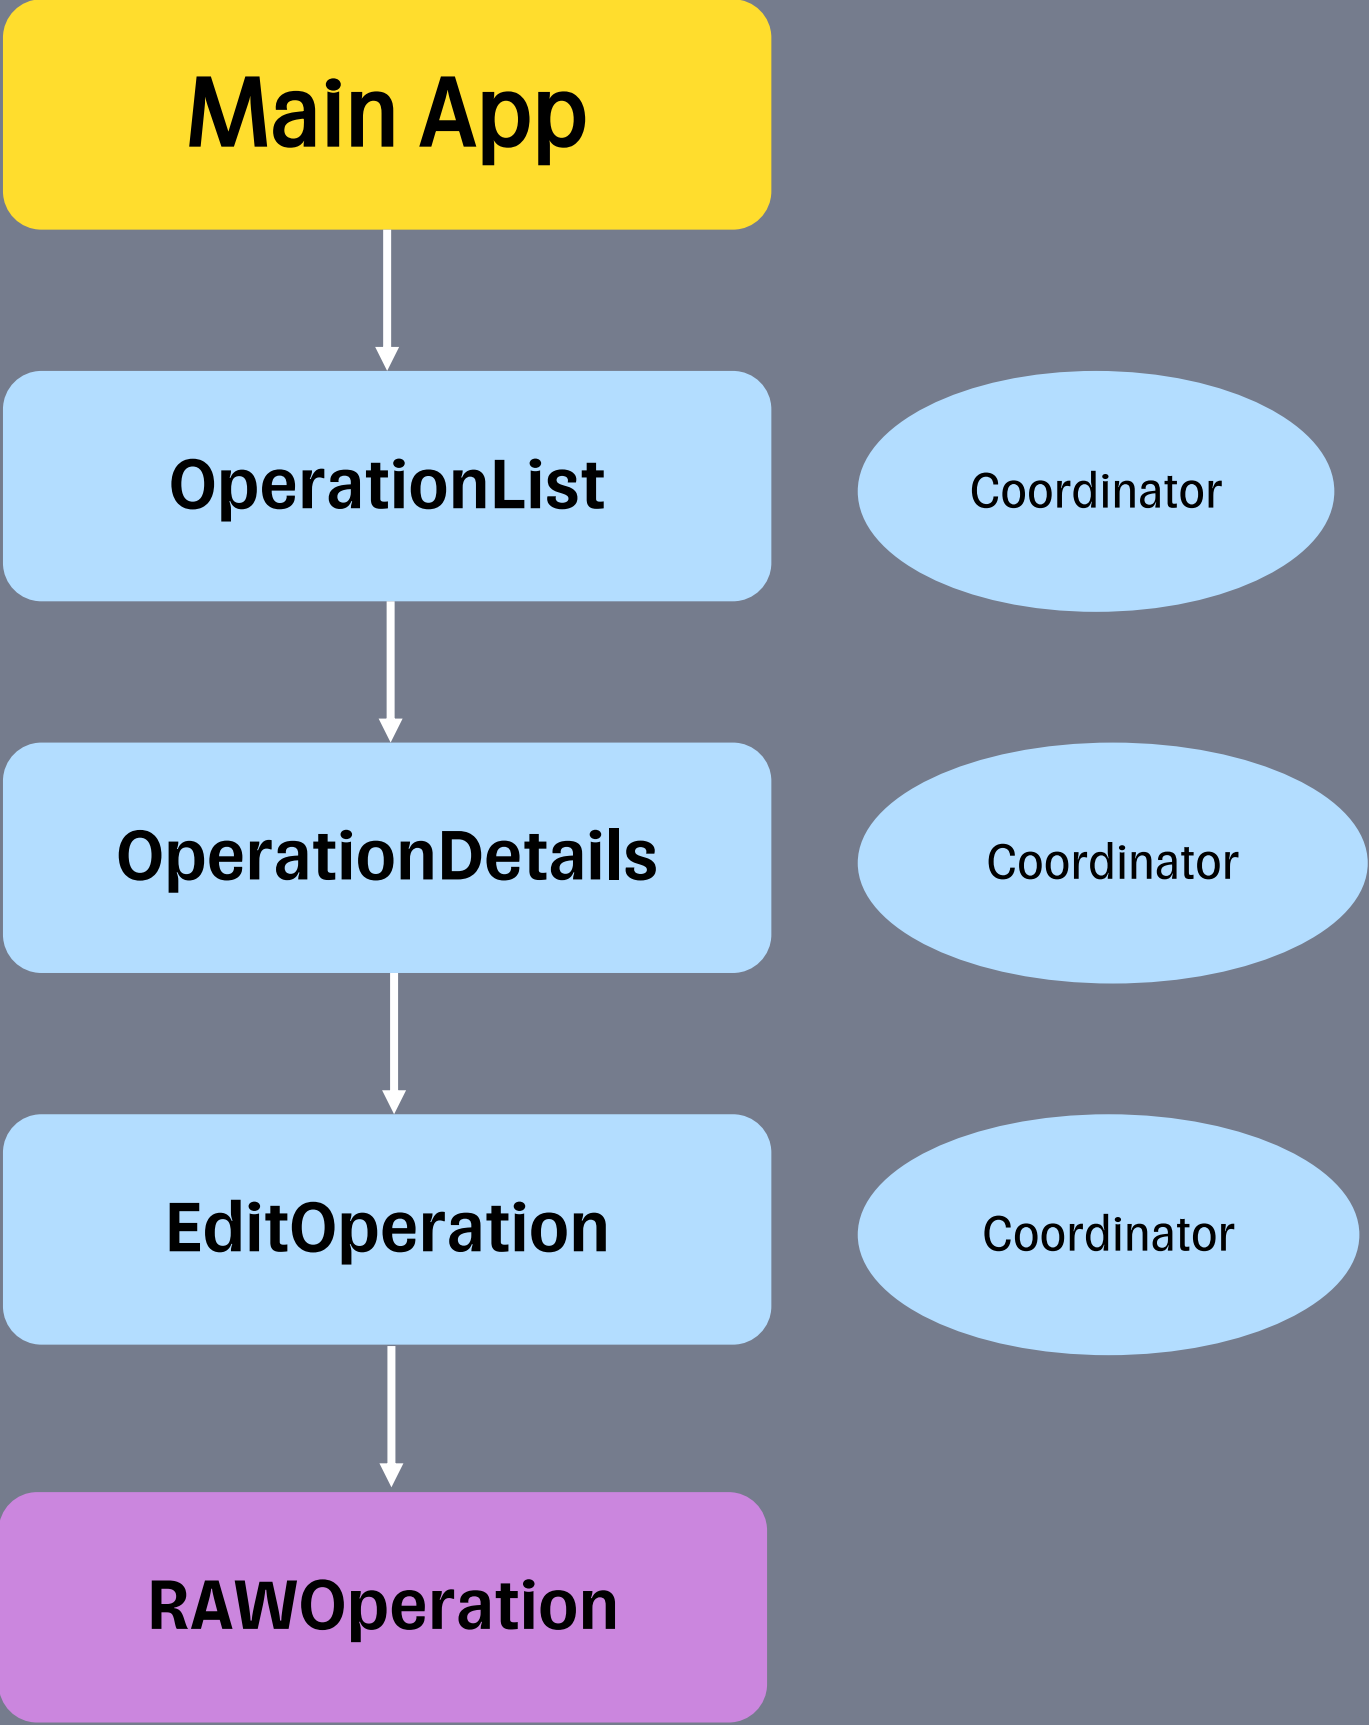 Main App
OperationList
Coordinator
OperationDetails
Coordinator
EditOperation
Coordinator
RAWOperation